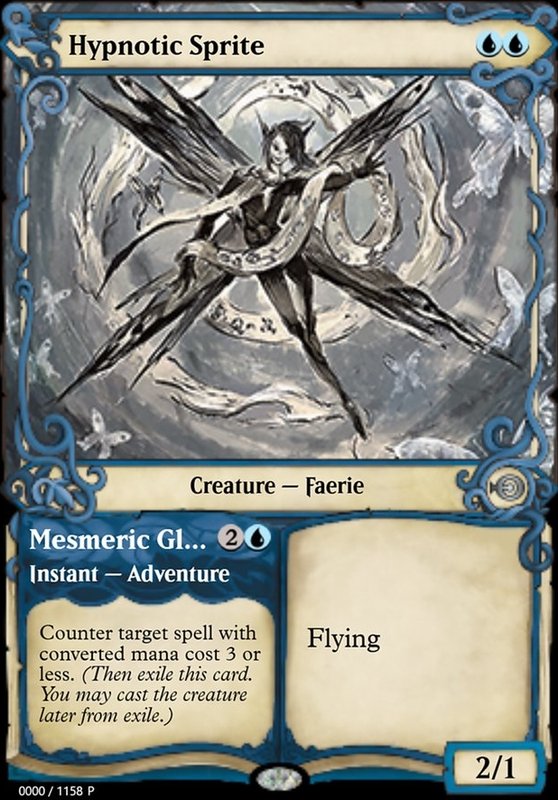 Hypnotic Sprite
Creature — Faerie
Mesmeric Gl... 2
Instant — Adventure
Counter target spell with
converted mana cost 3 or
less. (Then exile this card.
You may cast the creature
later from exile.)
Flying
2/1
0000 / 1158 P